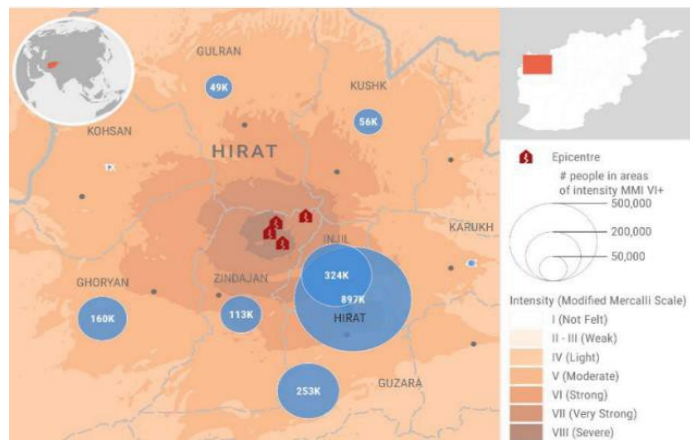 GULRAN
49K
KUSHK
56K
KOHSAN
HIRAT
INJIL
KARUKH
324K
GHORYAN
ZINDAJAN
897K
160K
113K
HIRAT
253K
GUZARA
Epicentre
# people in areas
of intensity MMI VI+
500,000
200,000
50,000
Intensity (Modified Mercalli Scale)
I (Not Felt)
II - III (Weak)
IV (Light)
V (Moderate)
VI (Strong)
VII (Very Strong)
VIII (Severe)